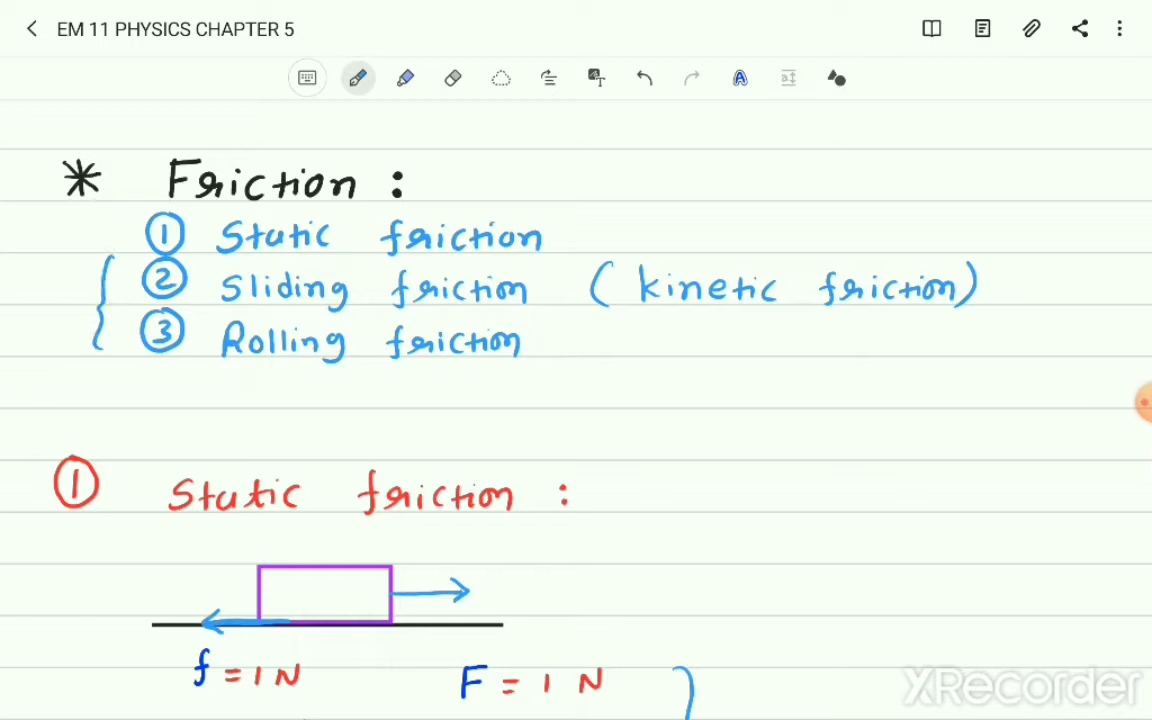 EM 11 PHYSICS CHAPTER 5
* Friction :
① Static friction
② Sliding friction ( kinetic friction)
③ Rolling friction
① Static friction :
f = 1 N
F = 1 N
XRecorder